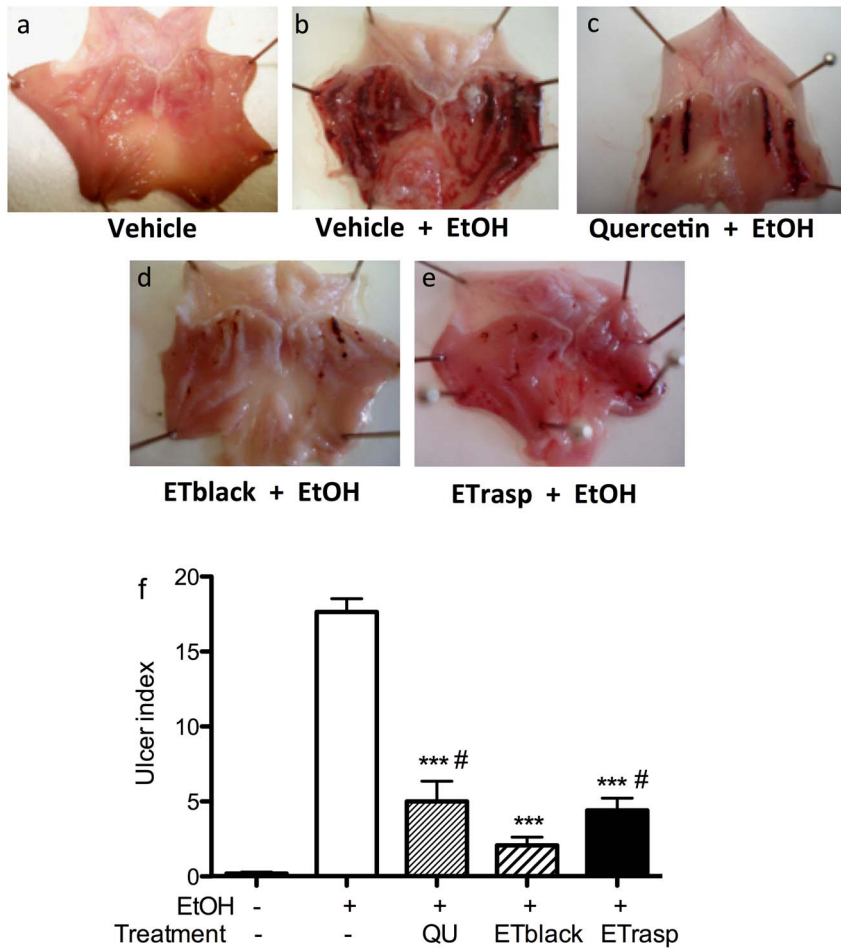 a b c
Vehicle Vehicle + EtOH Quercetin + EtOH
d e
ETblack + EtOH ETrasp + EtOH
f
20
15
10
5
0
Ulcer index
*** #
***
*** #
EtOH - + + + +
Treatment - - QU ETblack ETrasp